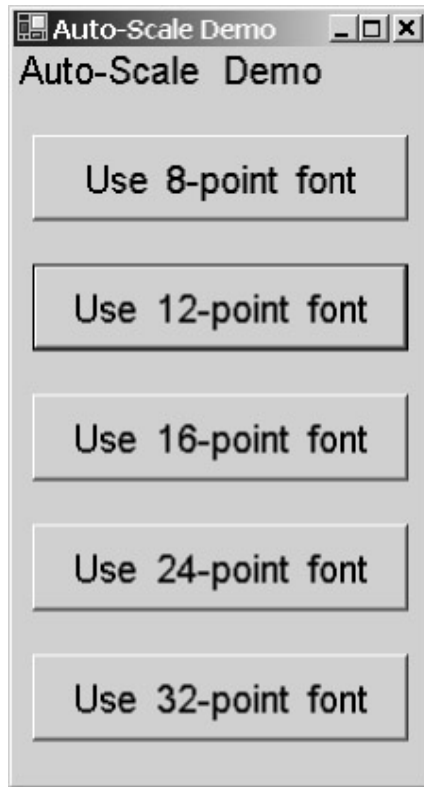 Auto-Scale Demo
Auto-Scale Demo
Use 8-point font
Use 12-point font
Use 16-point font
Use 24-point font
Use 32-point font